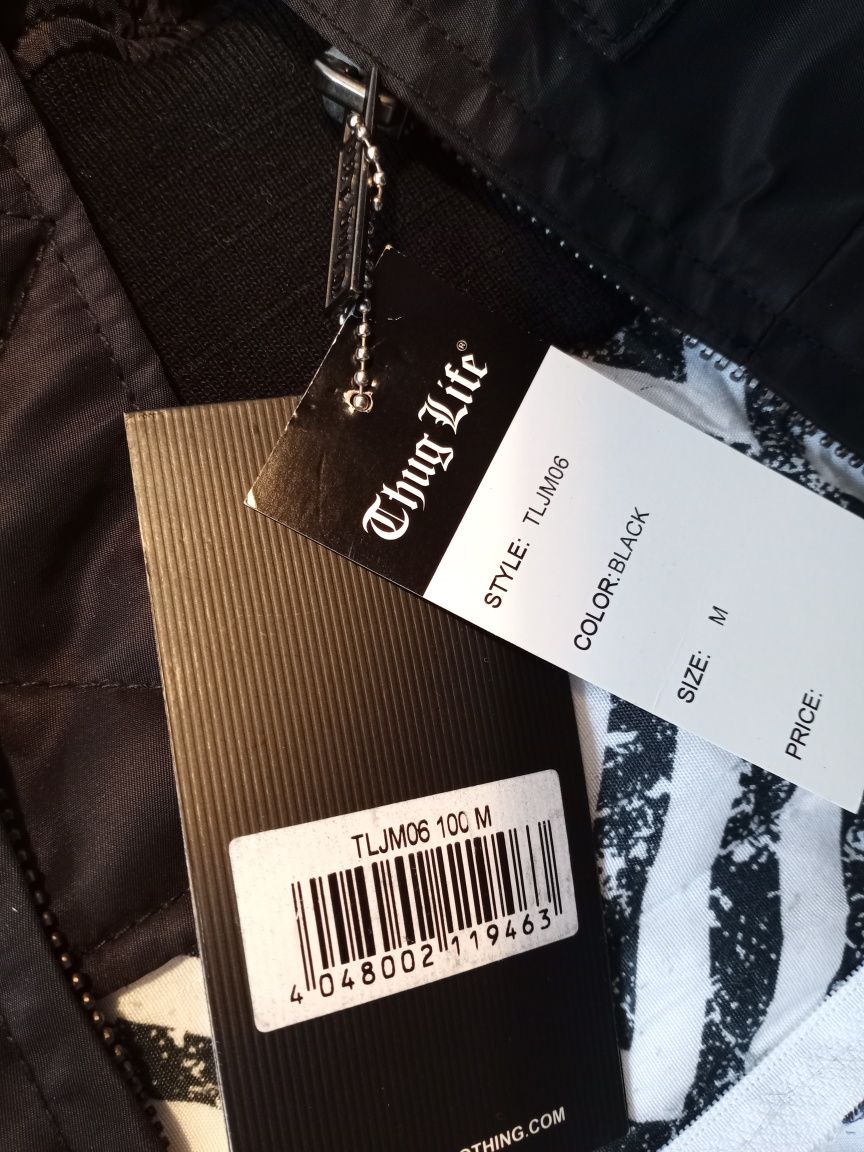 Thug Life®
STYLE: TLJM06
COLOR:BLACK
SIZE: M
PRICE:
TLJM06 100 M
4 048002 119463
OTHING.COM